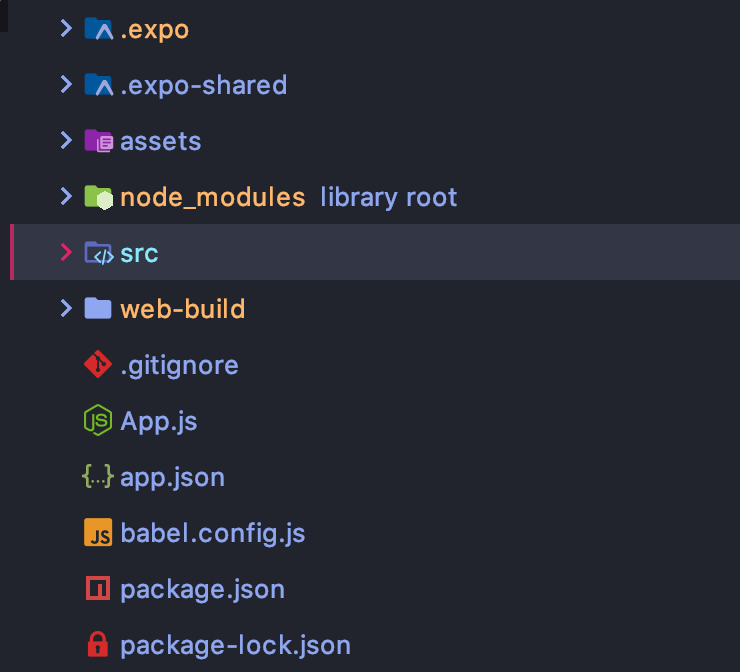 .expo
.expo-shared
assets
node_modules library root
src
web-build
.gitignore
App.js
app.json
babel.config.js
package.json
package-lock.json